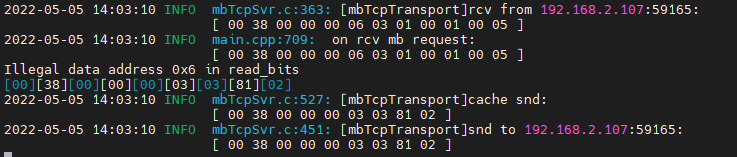 2022-05-05 14:03:10 INFO  mbTcpSvr.c:363: [mbTcpTransport]rcv from 192.168.2.107:59165:
[ 00 38 00 00 00 06 03 01 00 01 00 05 ]
2022-05-05 14:03:10 INFO  main.cpp:709:  on rcv mb request:
[ 00 38 00 00 00 06 03 01 00 01 00 05 ]
Illegal data address 0x6 in read_bits
[00][38][00][00][00][03][03][81][02]
2022-05-05 14:03:10 INFO  mbTcpSvr.c:527: [mbTcpTransport]cache snd:
[ 00 38 00 00 00 03 03 81 02 ]
2022-05-05 14:03:10 INFO  mbTcpSvr.c:451: [mbTcpTransport]snd to 192.168.2.107:59165:
[ 00 38 00 00 00 03 03 81 02 ]